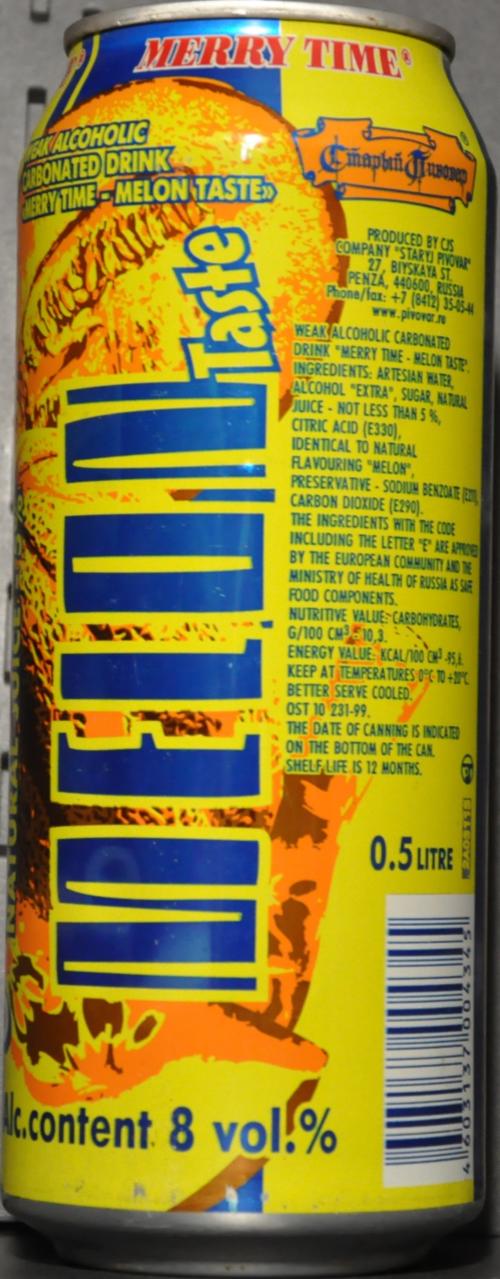 MERRY TIME®
WEAK ALCOHOLIC
CARBONATED DRINK
«MERRY TIME - MELON TASTE»
MELON Taste
Старый Пивовар
PRODUCED BY CJS
COMPANY "STARYJ PIVOVAR"
27, BIYSKAYA ST.
PENZA, 440600, RUSSIA
Phone/fax: +7 (8412) 35-05-44
www.pivovar.ru
WEAK ALCOHOLIC CARBONATED
DRINK "MERRY TIME - MELON TASTE".
INGREDIENTS: ARTESIAN WATER,
ALCOHOL "EXTRA", SUGAR, NATURAL
JUICE - NOT LESS THAN 5 %,
CITRIC ACID (E330),
IDENTICAL TO NATURAL
FLAVOURING "MELON",
PRESERVATIVE - SODIUM BENZOATE (E211),
CARBON DIOXIDE (E290).
THE INGREDIENTS WITH THE CODE
INCLUDING THE LETTER "E" ARE APPROVED
BY THE EUROPEAN COMMUNITY AND THE
MINISTRY OF HEALTH OF RUSSIA AS SAFE
FOOD COMPONENTS.
NUTRITIVE VALUE: CARBOHYDRATES,
G/100 CM³ - 10,3.
ENERGY VALUE: KCAL/100 CM³ -95,6.
KEEP AT TEMPERATURES 0°C TO +20°C.
BETTER SERVE COOLED.
OST 10 231-99.
THE DATE OF CANNING IS INDICATED
ON THE BOTTOM OF THE CAN.
SHELF LIFE IS 12 MONTHS.
NATURAL JUICE
0.5 LITRE
4 603137 004345
Alc.content 8 vol.%